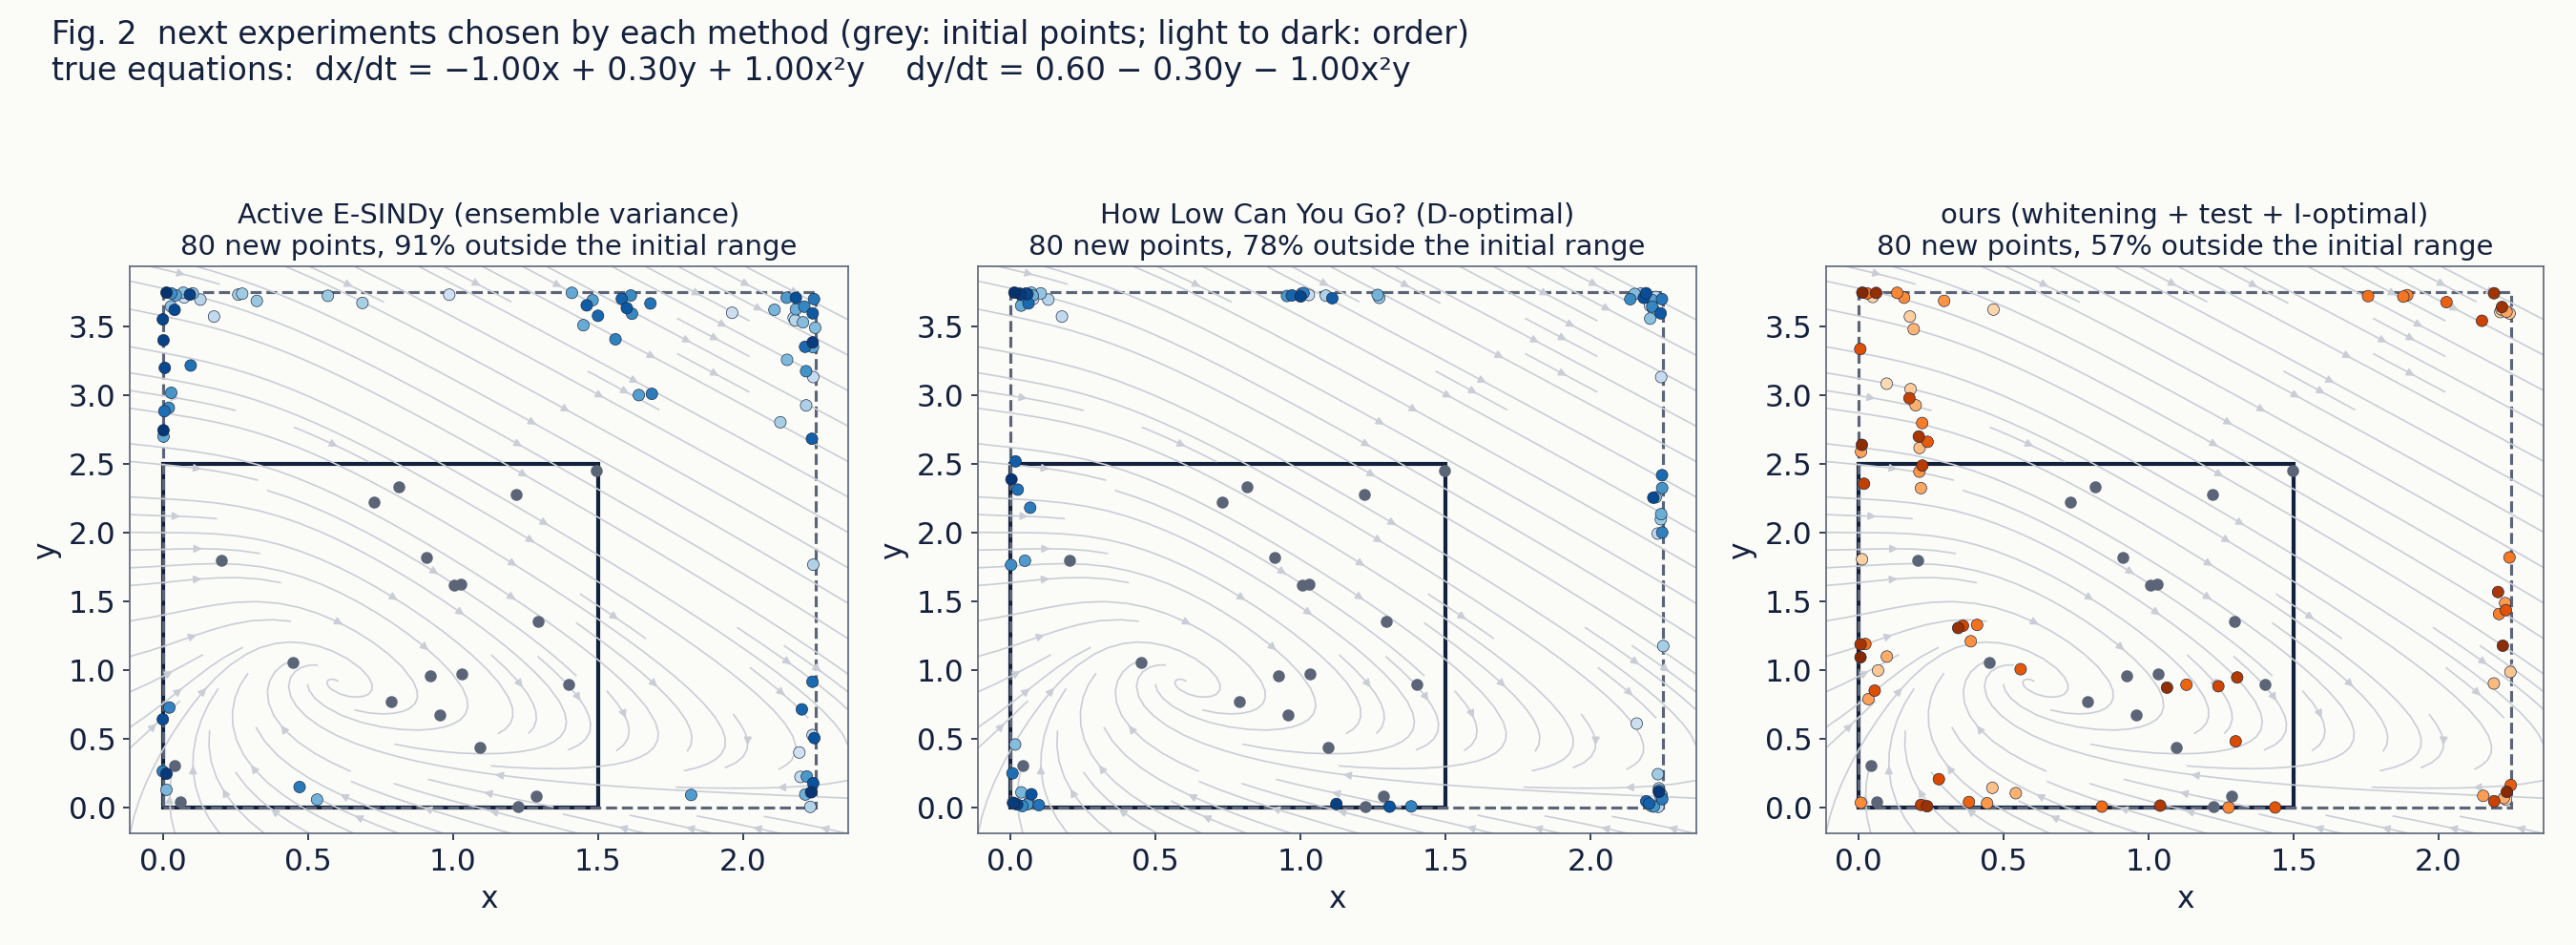 Fig. 2  next experiments chosen by each method (grey: initial points; light to dark: order)
true equations:  dx/dt = −1.00x + 0.30y + 1.00x²y    dy/dt = 0.60 − 0.30y − 1.00x²y
Active E-SINDy (ensemble variance)
80 new points, 91% outside the initial range
3.5
3.0
2.5
2.0
1.5
1.0
0.5
0.0
y
0.0 0.5 1.0 1.5 2.0
x
How Low Can You Go? (D-optimal)
80 new points, 78% outside the initial range
3.5
3.0
2.5
2.0
1.5
1.0
0.5
0.0
y
0.0 0.5 1.0 1.5 2.0
x
ours (whitening + test + I-optimal)
80 new points, 57% outside the initial range
3.5
3.0
2.5
2.0
1.5
1.0
0.5
0.0
y
0.0 0.5 1.0 1.5 2.0
x